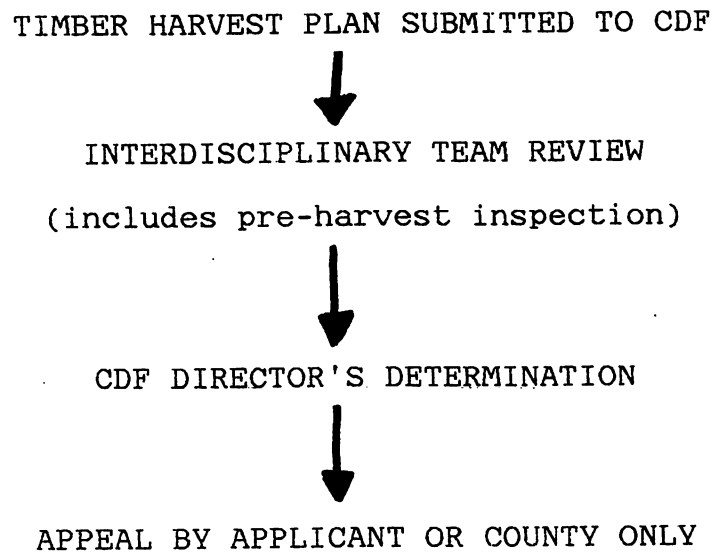 TIMBER HARVEST PLAN SUBMITTED TO CDF
INTERDISCIPLINARY TEAM REVIEW
(includes pre-harvest inspection)
CDF DIRECTOR'S DETERMINATION
APPEAL BY APPLICANT OR COUNTY ONLY